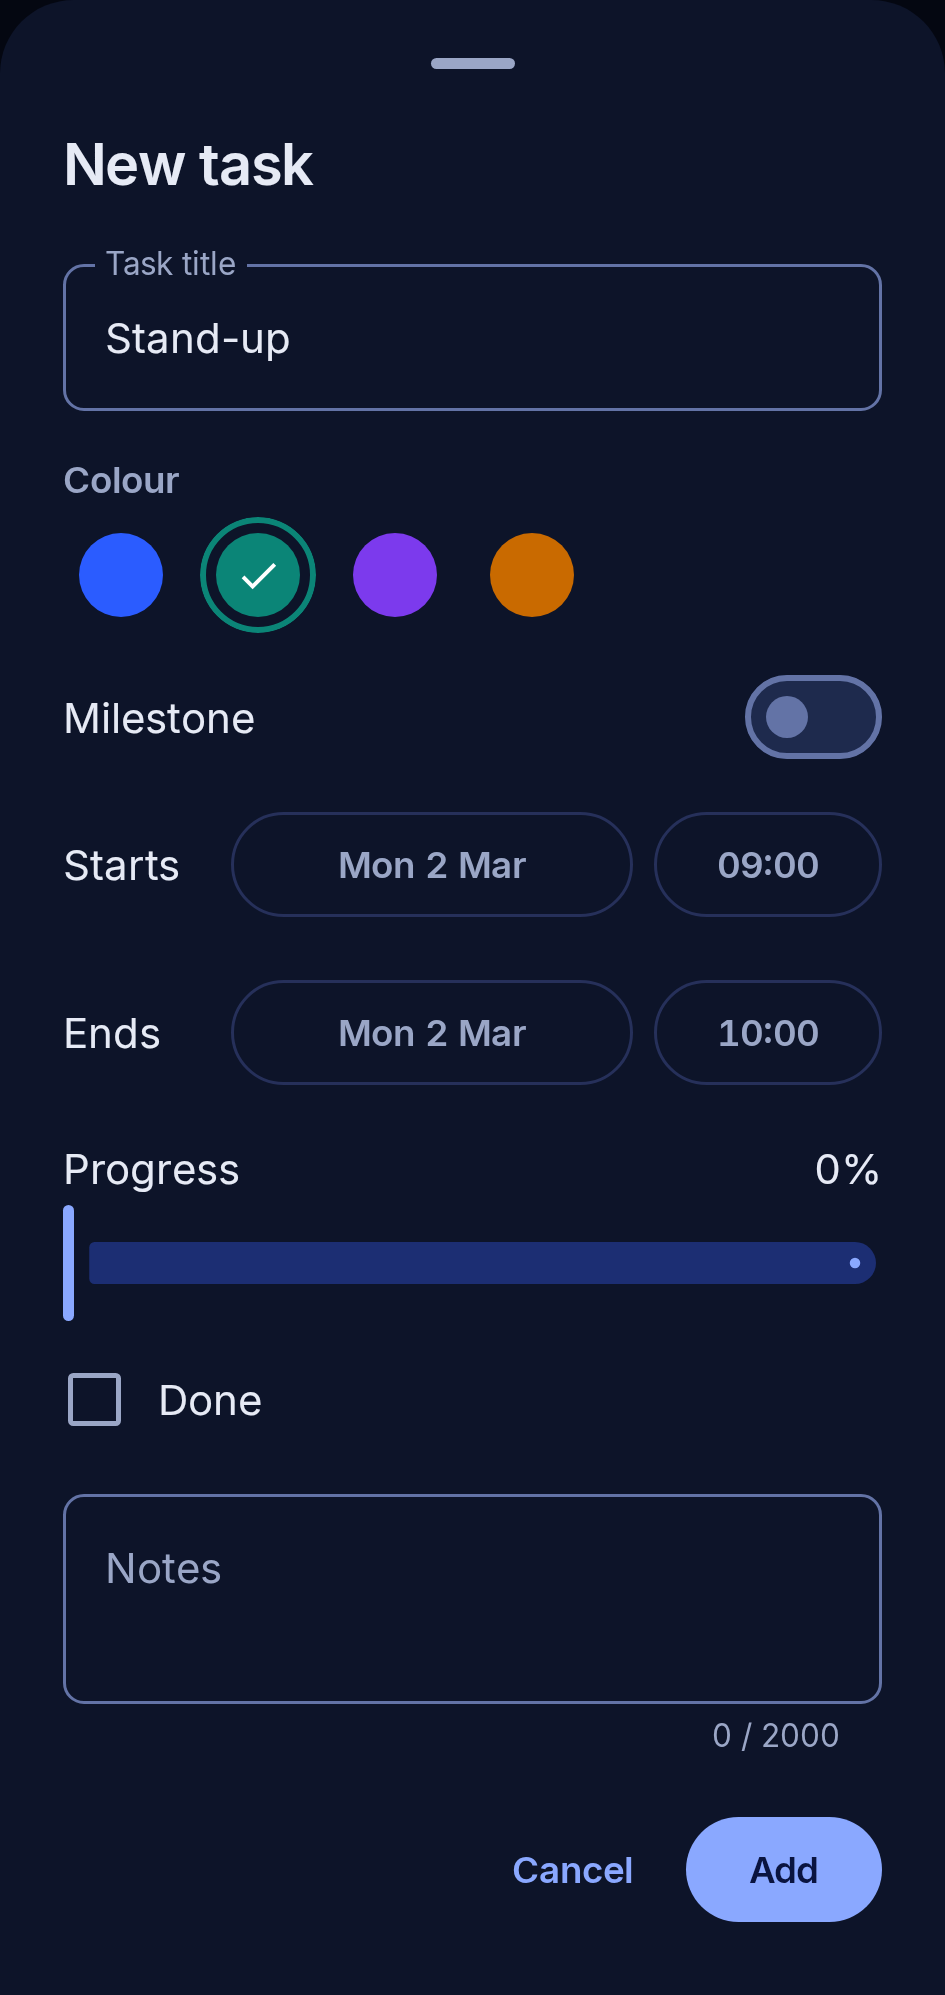 New task
Task title
Stand-up
Colour
Milestone
Starts Mon 2 Mar 09:00
Ends Mon 2 Mar 10:00
Progress 0%
Done
Notes
0 / 2000
Cancel Add